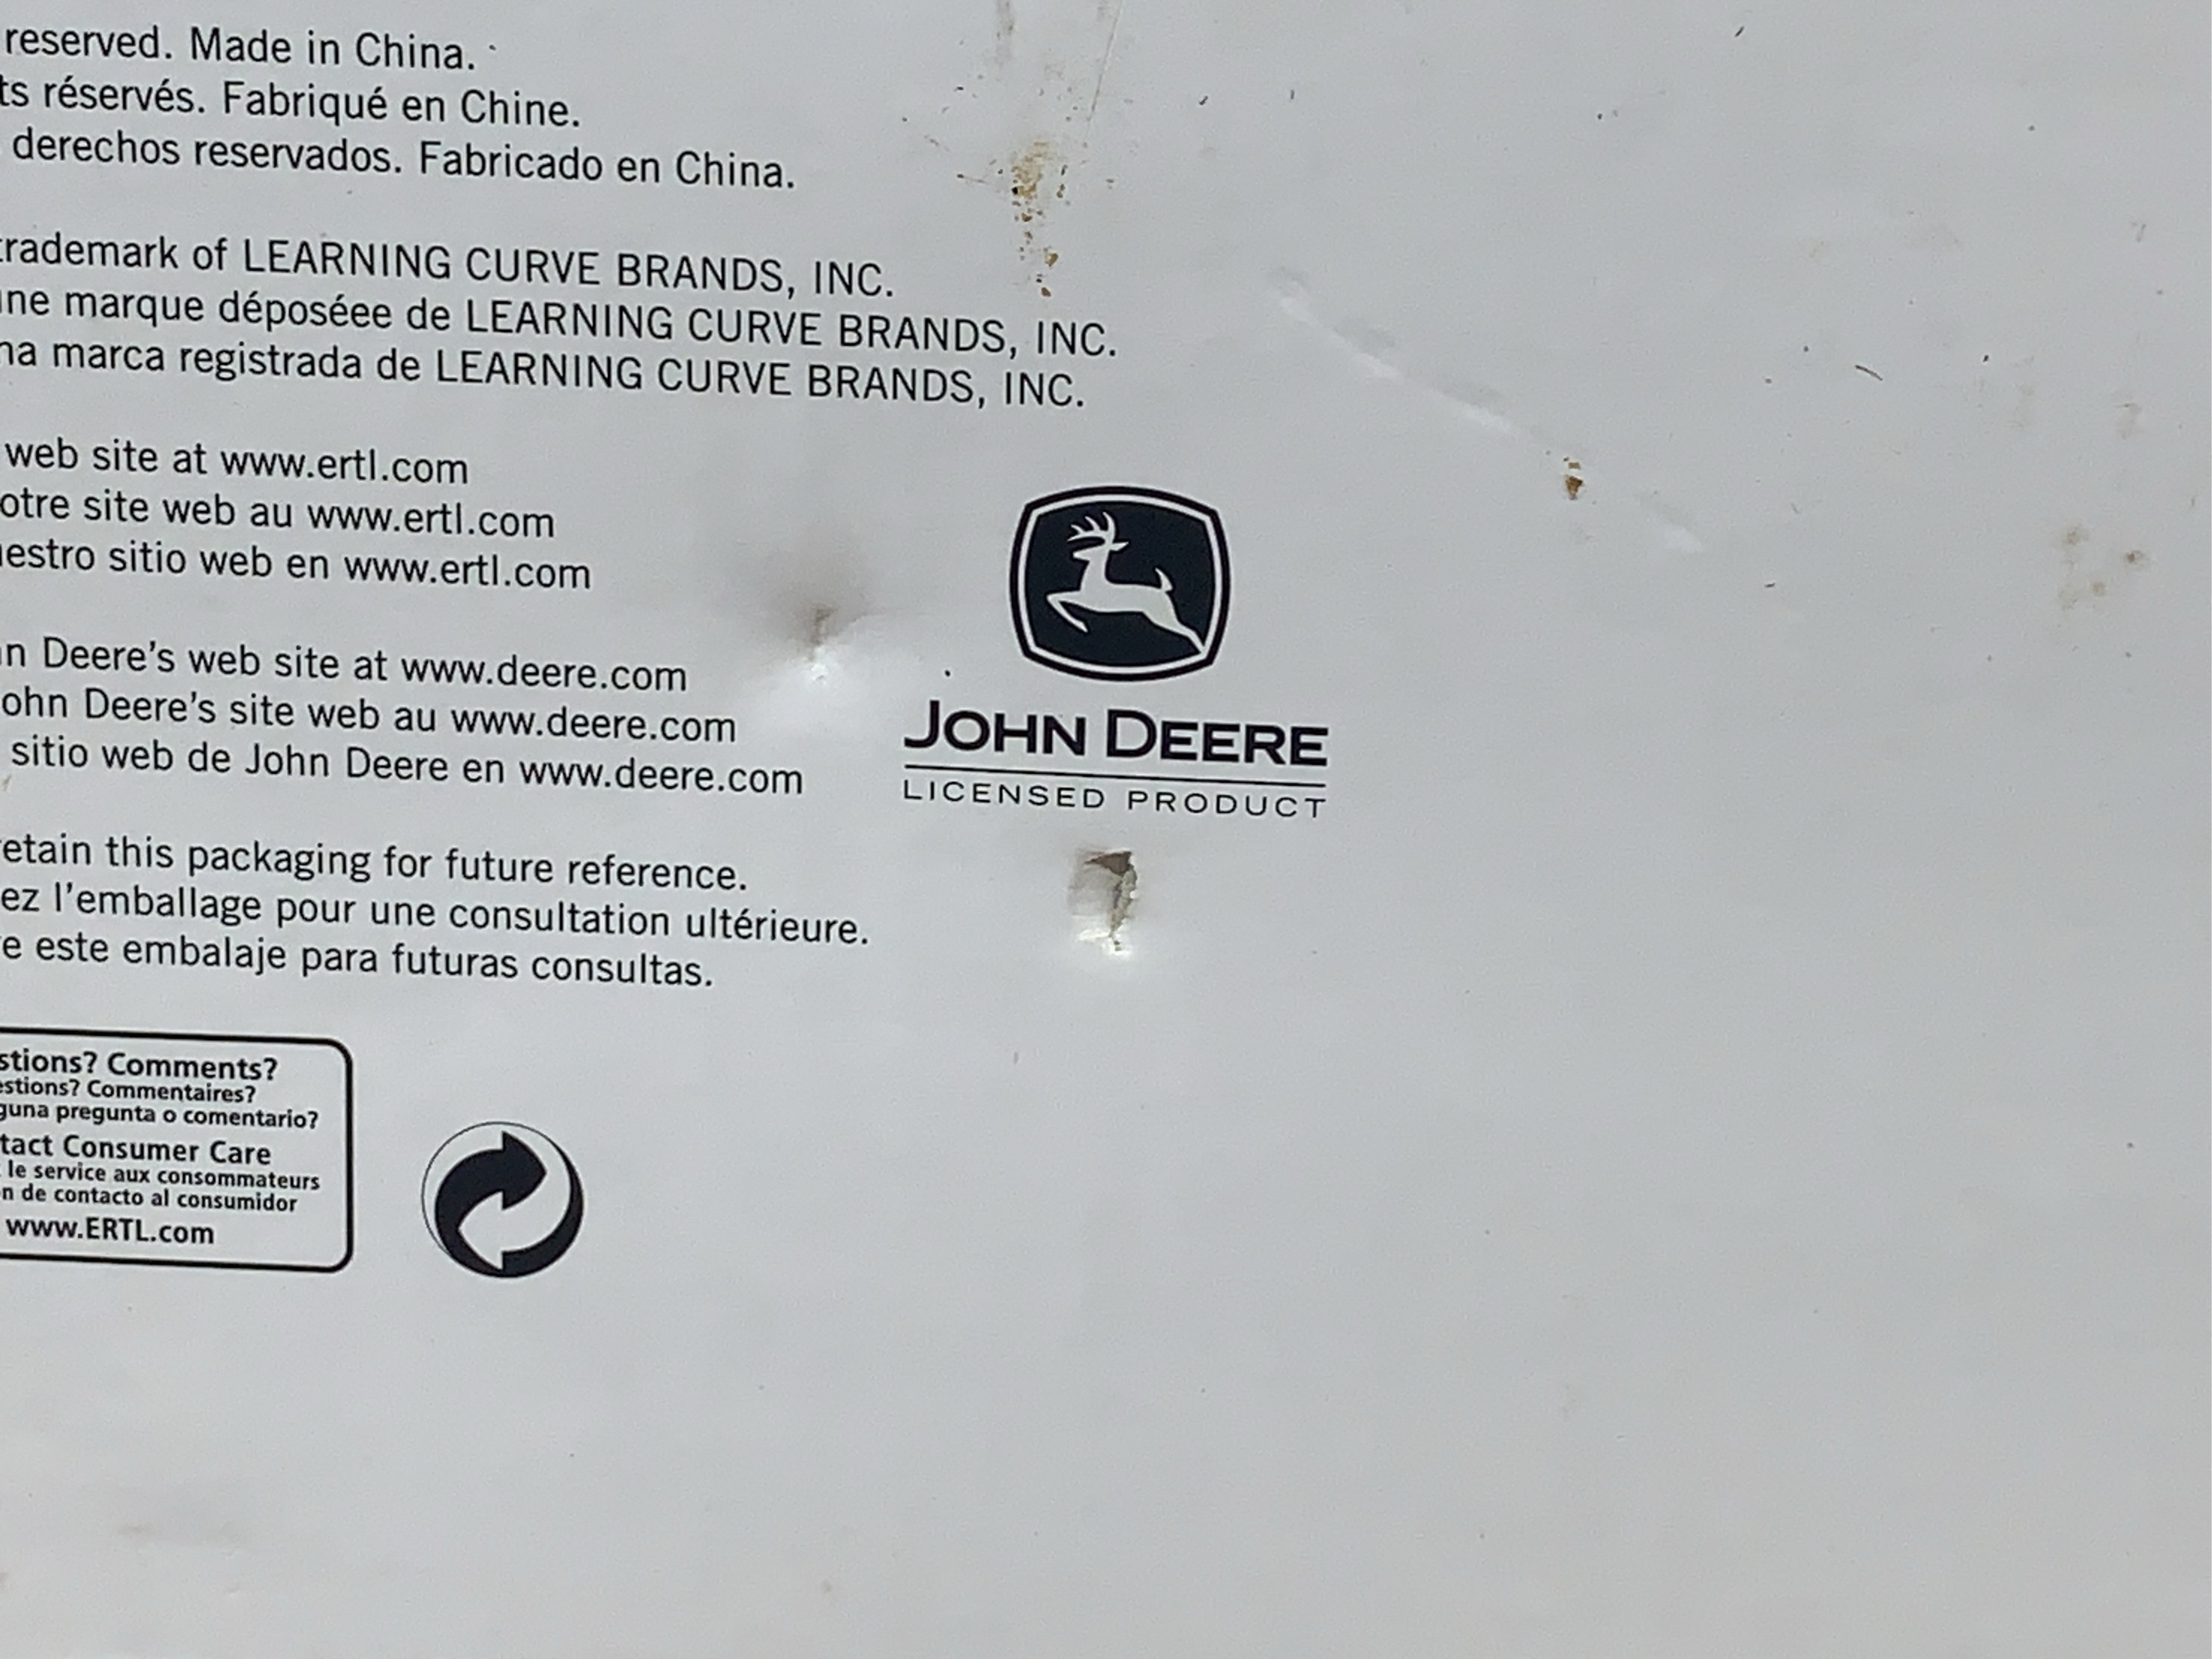 reserved. Made in China.
ts réservés. Fabriqué en Chine.
derechos reservados. Fabricado en China.
trademark of LEARNING CURVE BRANDS, INC.
ne marque déposéee de LEARNING CURVE BRANDS, INC.
na marca registrada de LEARNING CURVE BRANDS, INC.
web site at www.ertl.com
otre site web au www.ertl.com
estro sitio web en www.ertl.com
n Deere's web site at www.deere.com
ohn Deere's site web au www.deere.com
sitio web de John Deere en www.deere.com
JOHN DEERE
LICENSED PRODUCT
etain this packaging for future reference.
ez l'emballage pour une consultation ultérieure.
e este embalaje para futuras consultas.
stions? Comments?
estions? Commentaires?
guna pregunta o comentario?
tact Consumer Care
le service aux consommateurs
n de contacto al consumidor
www.ERTL.com